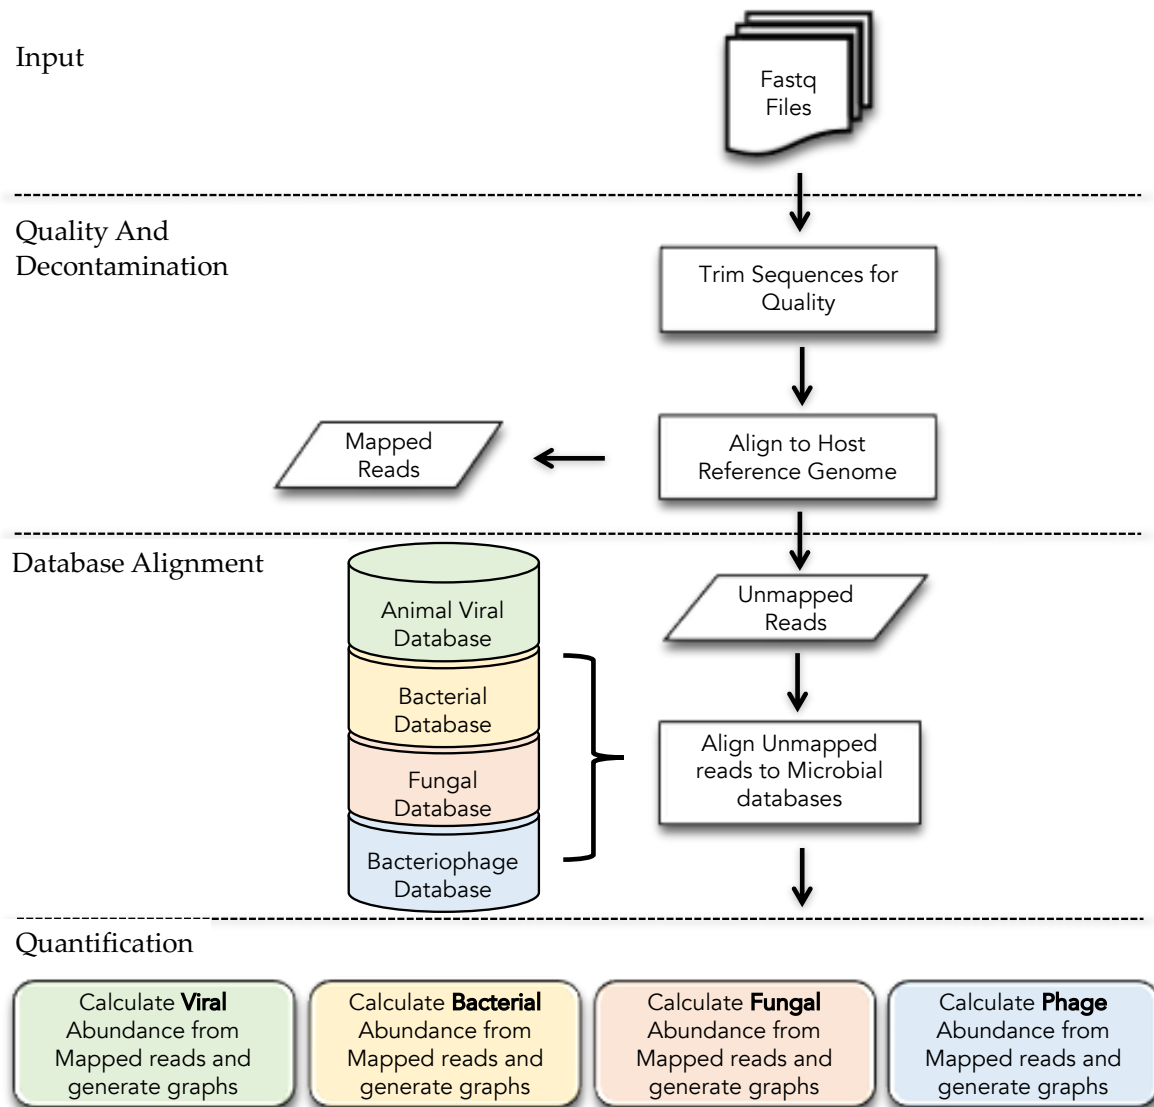 Input
Fastq
Files
Quality And
Decontamination
Trim Sequences for
Quality
Mapped
Reads
Align to Host
Reference Genome
Database Alignment
Animal Viral
Database
Bacterial
Database
Fungal
Database
Bacteriophage
Database
Unmapped
Reads
Align Unmapped
reads to Microbial
databases
Quantification
Calculate Viral
Abundance from
Mapped reads and
generate graphs
Calculate Bacterial
Abundance from
Mapped reads and
generate graphs
Calculate Fungal
Abundance from
Mapped reads and
generate graphs
Calculate Phage
Abundance from
Mapped reads and
generate graphs